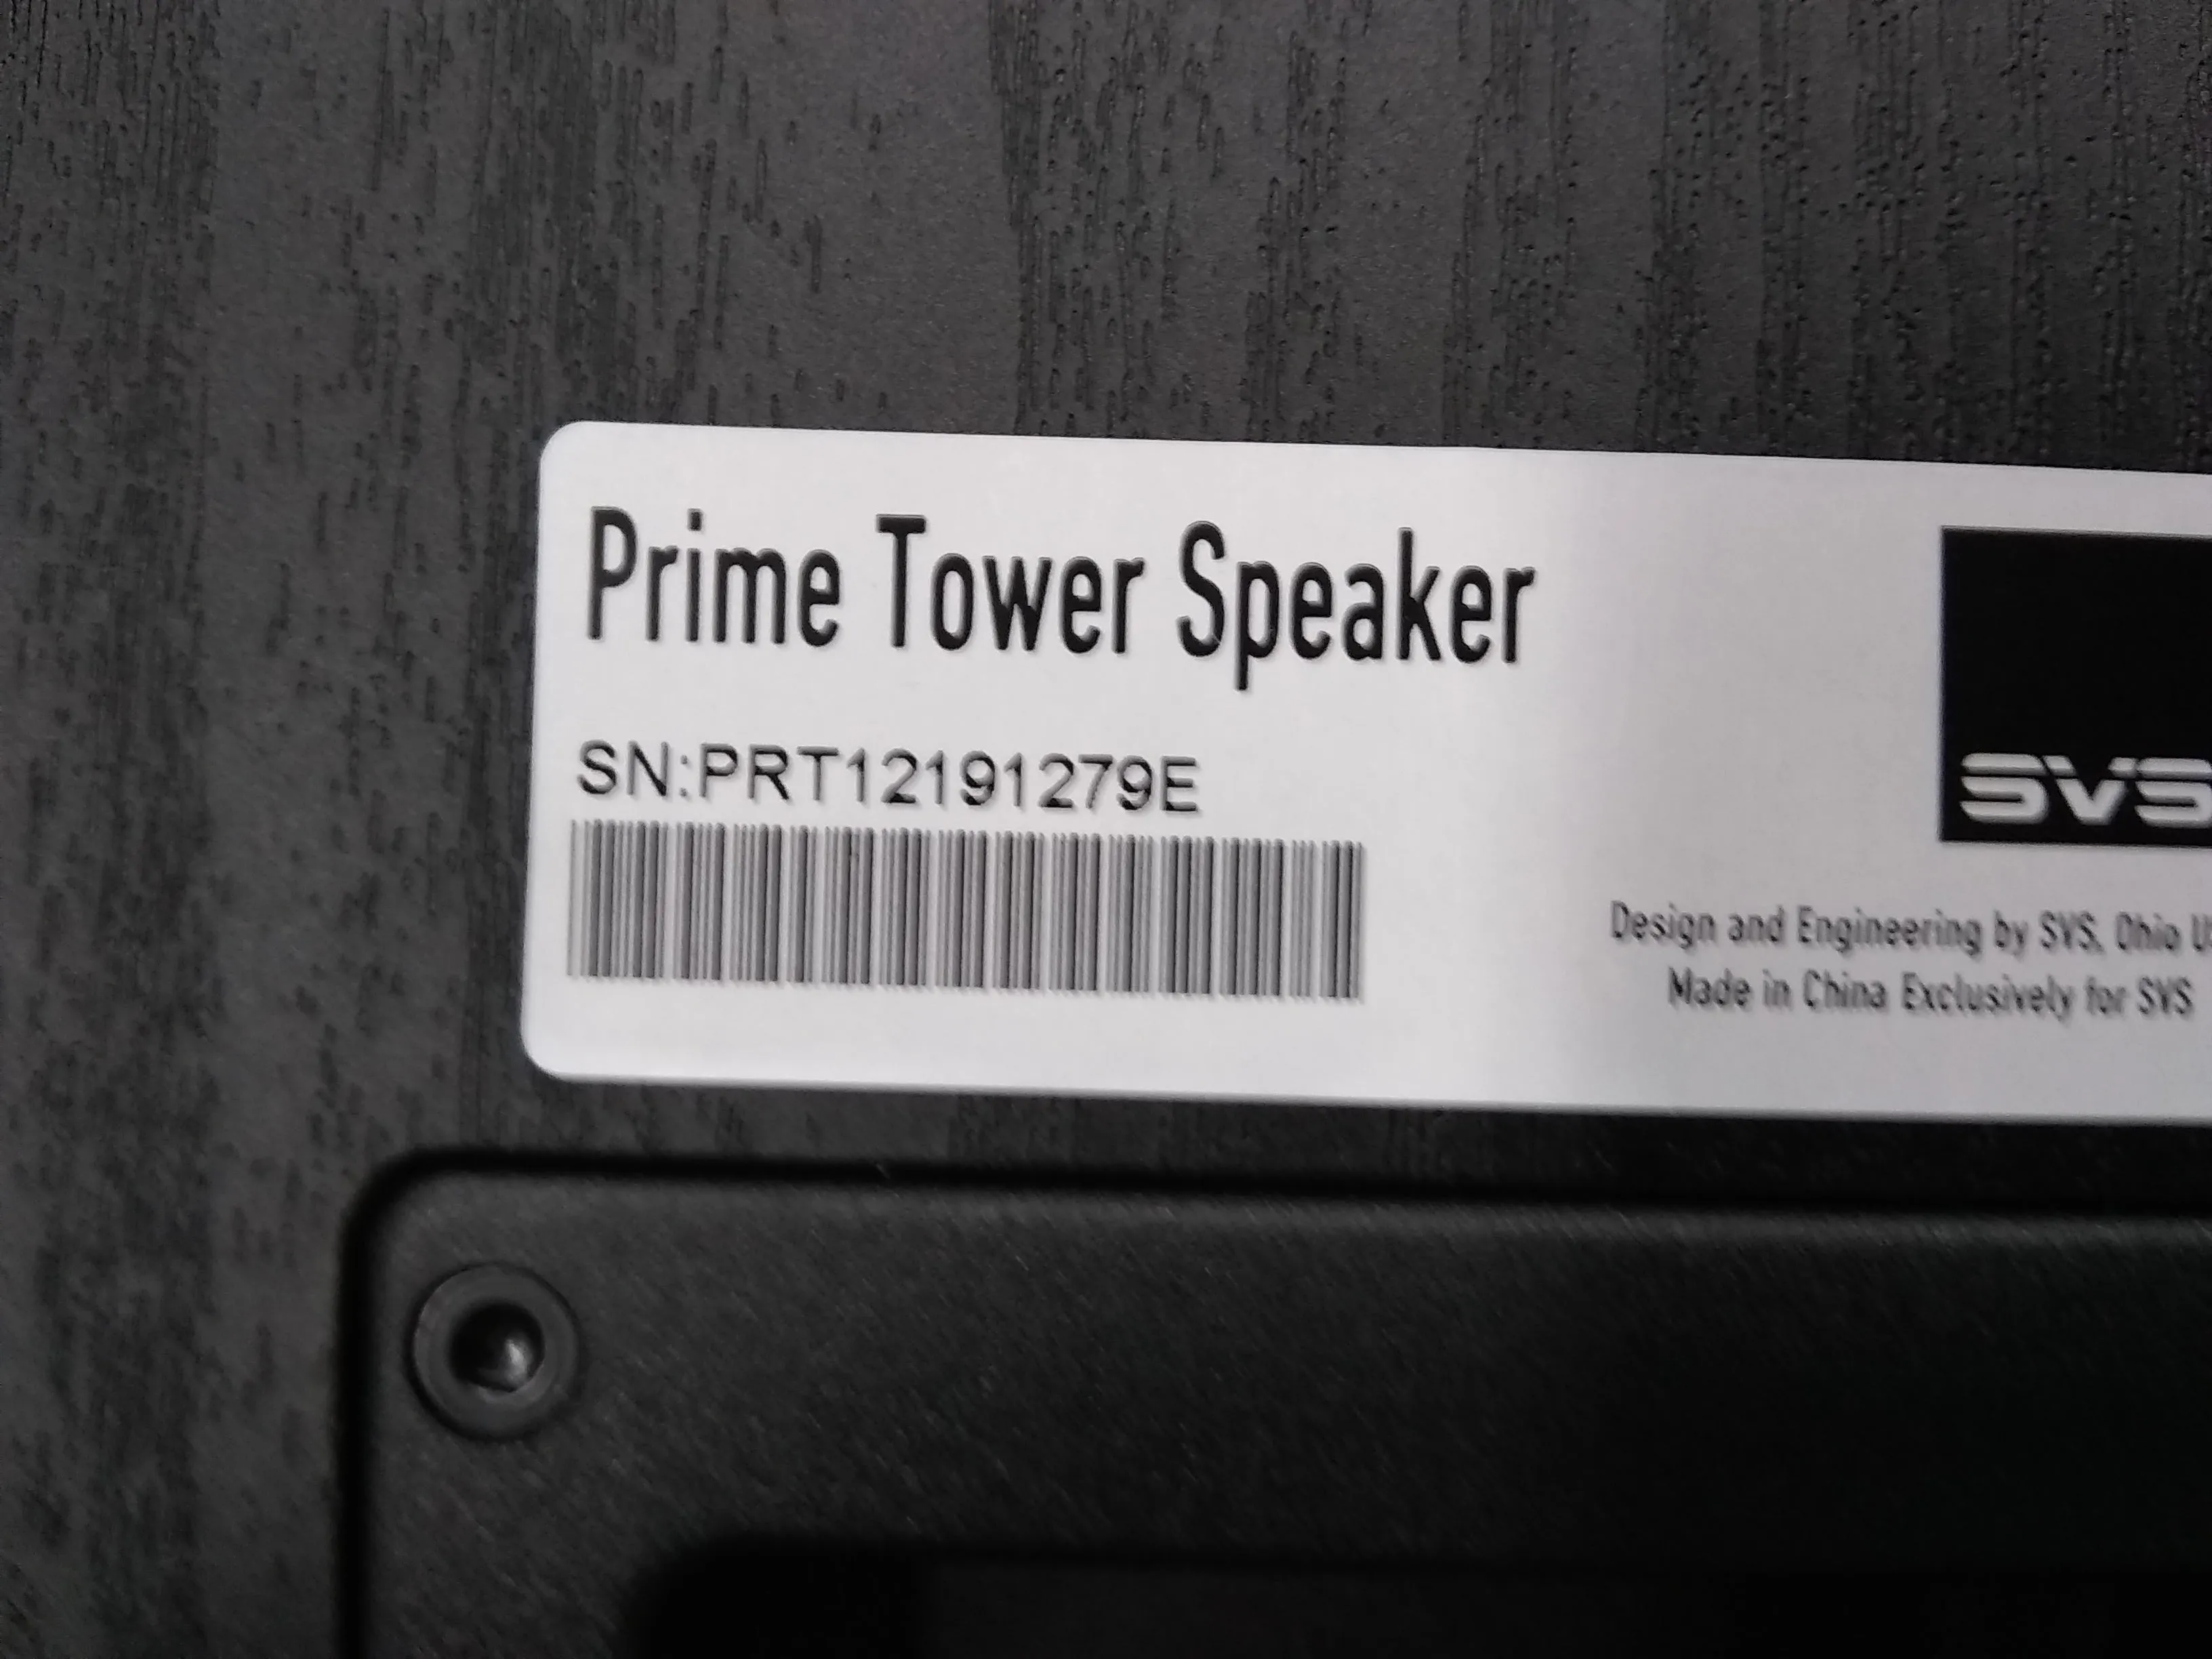 Prime Tower Speaker
SN:PRT12191279E
SVS
Design and Engineering by SVS, Ohio
Made in China Exclusively for SVS